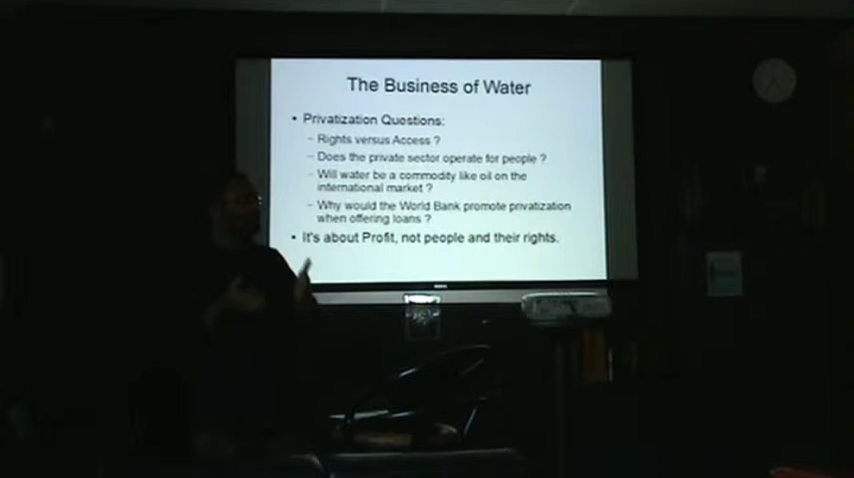 The Business of Water
• Privatization Questions:
– Rights versus Access ?
– Does the private sector operate for people ?
– Will water be a commodity like oil on the
international market ?
– Why would the World Bank promote privatization
when offering loans ?
• It's about Profit, not people and their rights.